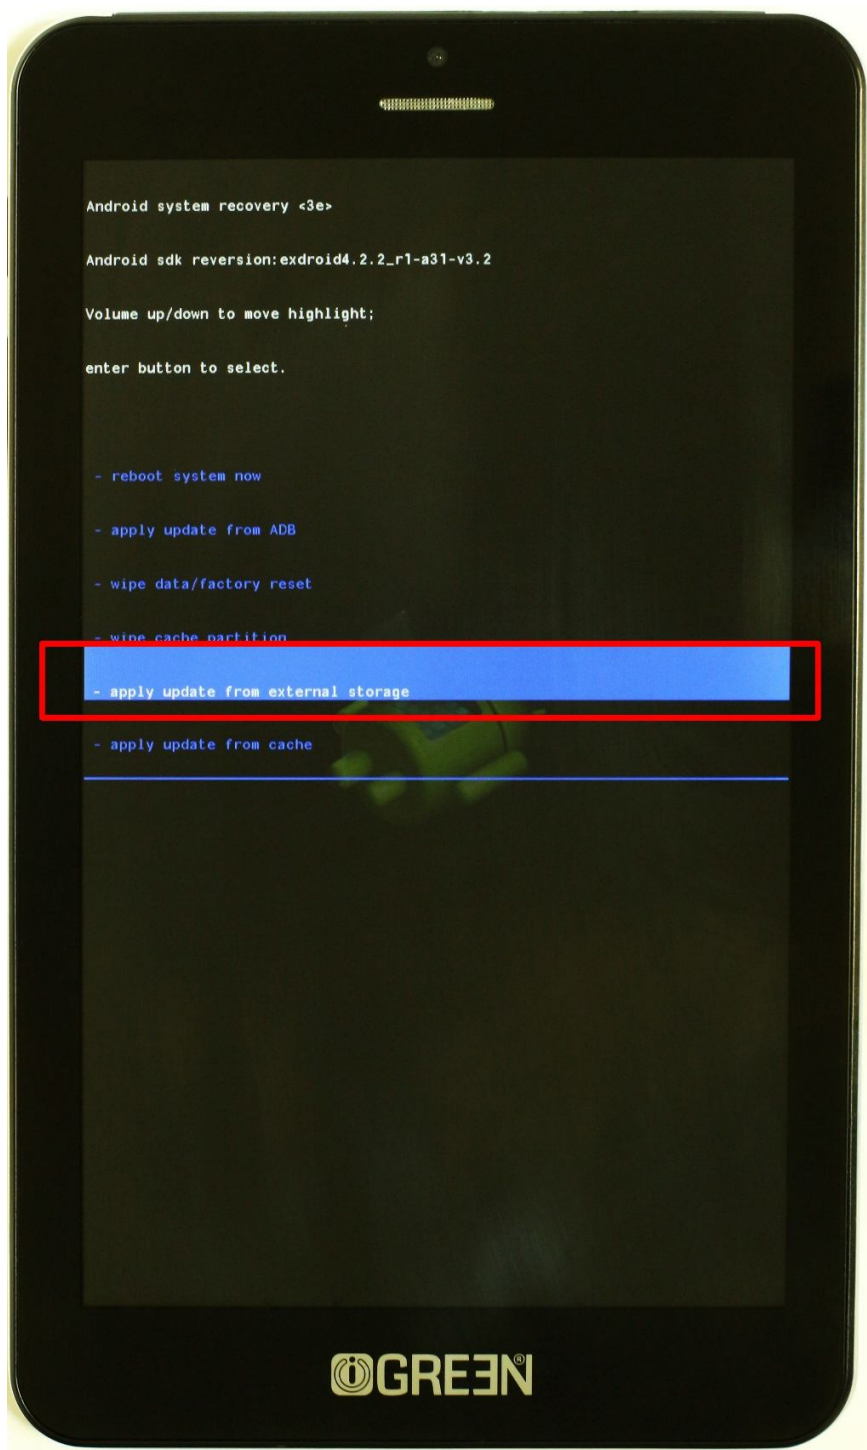 Android system recovery <3e>
Android sdk reversion:exdroid4.2.2_r1-a31-v3.2
Volume up/down to move highlight;
enter button to select.
- reboot system now
- apply update from ADB
- wipe data/factory reset
- wipe cache partition
- apply update from external storage
- apply update from cache
iGREEN®